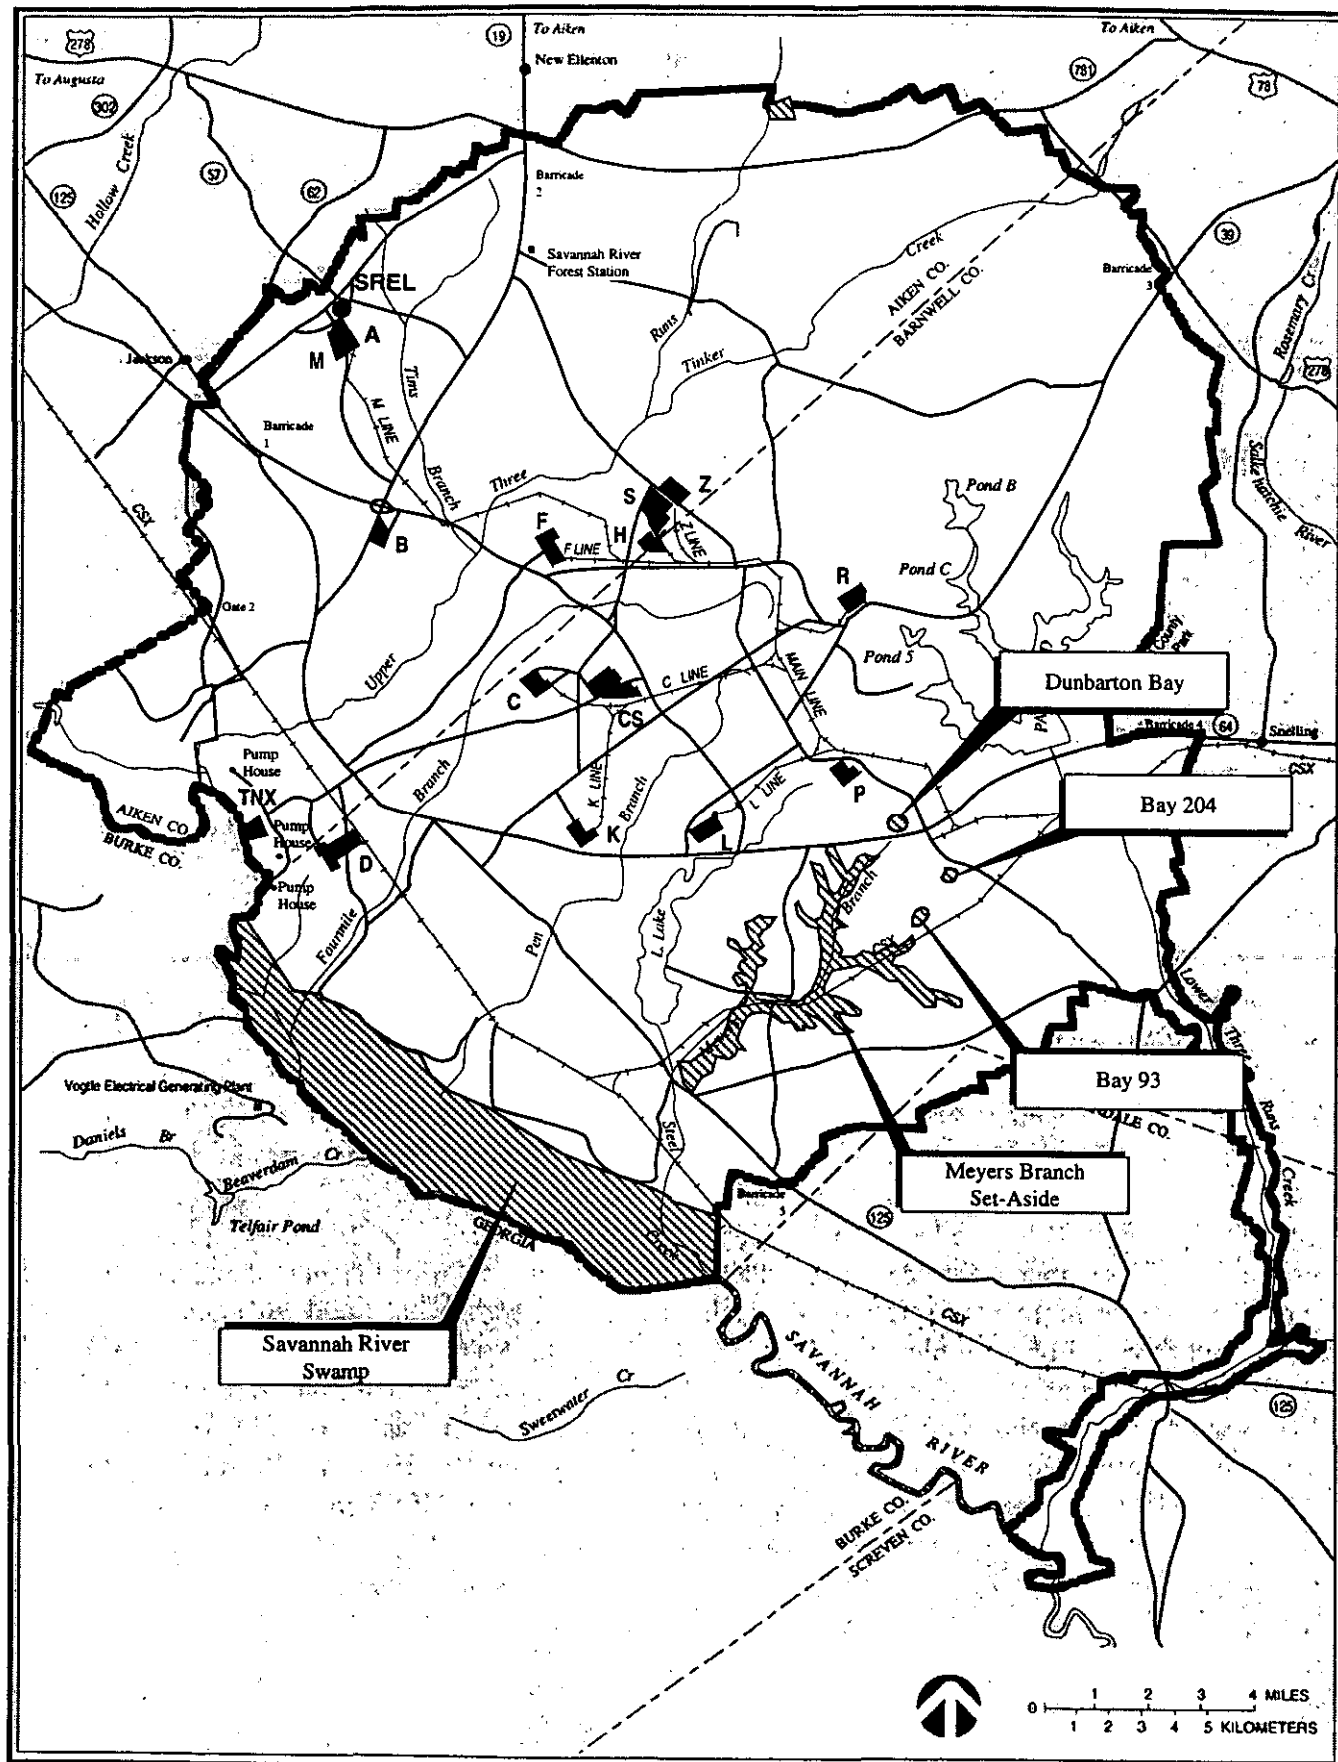 278
19
To Aiken
To Aiken
New Ellenton
To Augusta
781
78
302
Hollow Creek
57
62
125
Barricade
2
Savannah River
Forest Station
Creek
39
Barricade
3
AIKEN CO.
BARNWELL CO.
SREL
Rosemary Cr.
A
M
Runs
Tinker
Jackson
Tims
278
M LINE
Barricade
1
Branch
Three
CSX
S
Z
Pond B
Salkehatchie
River
F
H
Z LINE
B
F LINE
Pond C
R
Gate 2
County
Park
Upper
Pond 5
C
C LINE
MAIN LINE
CS
Dunbarton Bay
Barricade 4
64
Snelling
CSX
Pump
House
TNX
Branch
K LINE
Branch
L LINE
P
Bay 204
AIKEN CO.
BURKE CO.
Pump
House
K
L
D
Pump
House
Branch
Fourmile
Pen
L Lake
CSX
Lower
Three
Vogtle Electrical Generating Plant
Meyers
Bay 93
Runs
DALE CO.
Daniels Br
Steel
Beaverdam Cr
Meyers Branch
Set-Aside
Creek
Telfair Pond
Barricade
5
125
GEORGIA
Creek
CSX
Savannah River
Swamp
SAVANNAH
RIVER
Sweetwater Cr
125
BURKE CO.
SCREVEN CO.
0 1 2 3 4 MILES
1 2 3 4 5 KILOMETERS